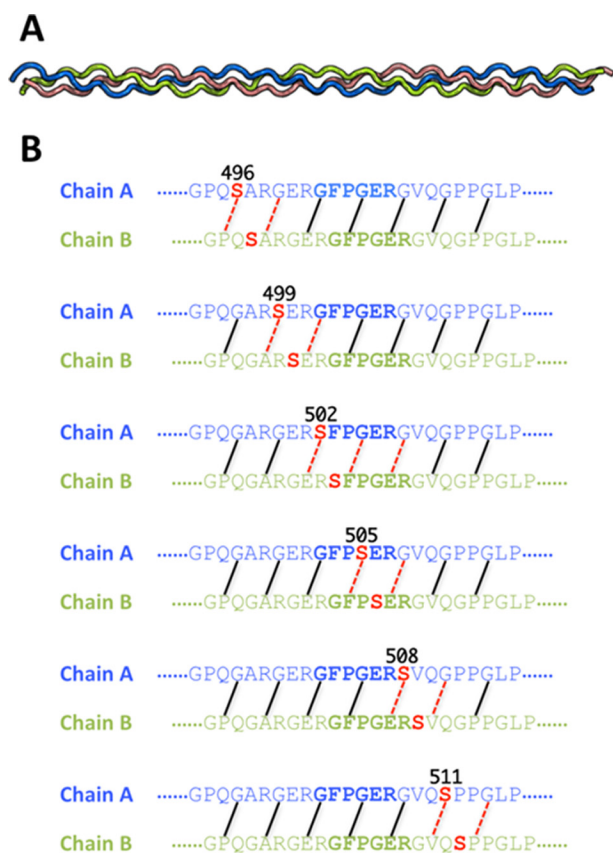 A
B
496
Chain A ······GPQSARGERGFPGERGVQGPPGLP······
Chain B ······GPQSARGERGFPGERGVQGPPGLP······
499
Chain A ······GPQGARSERGFPGERGVQGPPGLP······
Chain B ······GPQGARSERGFPGERGVQGPPGLP······
502
Chain A ······GPQGARGERSFPGERGVQGPPGLP······
Chain B ······GPQGARGERSFPGERGVQGPPGLP······
505
Chain A ······GPQGARGERGFPSERGVQGPPGLP······
Chain B ······GPQGARGERGFPSERGVQGPPGLP······
508
Chain A ······GPQGARGERGFPGERSVQGPPGLP······
Chain B ······GPQGARGERGFPGERSVQGPPGLP······
511
Chain A ······GPQGARGERGFPGERGVQSPPGLP······
Chain B ······GPQGARGERGFPGERGVQSPPGLP······